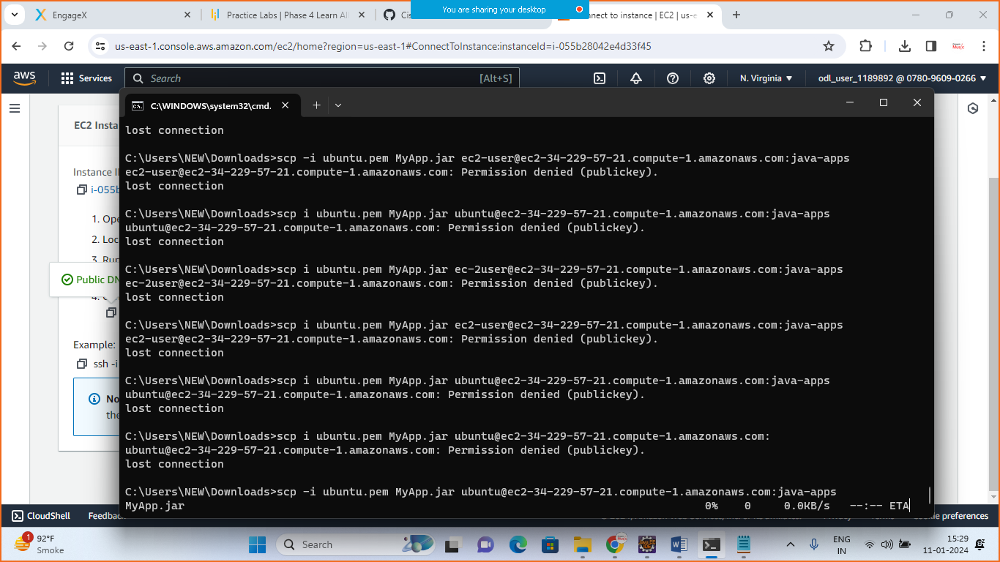 You are sharing your desktop
EngageX
Practice Labs | Phase 4 Learn Al
Cis
nnect to instance | EC2 | us-e
us-east-1.console.aws.amazon.com/ec2/home?region=us-east-1#ConnectToInstance:instanceId=i-055b28042e4d33f45
aws
Services
Search
[Alt+S]
N. Virginia
odl_user_1189892 @ 0780-9609-0266
EC2 Insta
Instance I
i-055b
1. Ope
2. Loc
3. Run
Public DN
4.
Example:
ssh -i
No
the
C:\WINDOWS\system32\cmd.
lost connection
C:\Users\NEW\Downloads>scp -i ubuntu.pem MyApp.jar ec2-user@ec2-34-229-57-21.compute-1.amazonaws.com:java-apps
ec2-user@ec2-34-229-57-21.compute-1.amazonaws.com: Permission denied (publickey).
lost connection
C:\Users\NEW\Downloads>scp i ubuntu.pem MyApp.jar ubuntu@ec2-34-229-57-21.compute-1.amazonaws.com:java-apps
ubuntu@ec2-34-229-57-21.compute-1.amazonaws.com: Permission denied (publickey).
lost connection
C:\Users\NEW\Downloads>scp i ubuntu.pem MyApp.jar ec-2user@ec2-34-229-57-21.compute-1.amazonaws.com:java-apps
ec-2user@ec2-34-229-57-21.compute-1.amazonaws.com: Permission denied (publickey).
lost connection
C:\Users\NEW\Downloads>scp i ubuntu.pem MyApp.jar ec2-user@ec2-34-229-57-21.compute-1.amazonaws.com:java-apps
ec2-user@ec2-34-229-57-21.compute-1.amazonaws.com: Permission denied (publickey).
lost connection
C:\Users\NEW\Downloads>scp i ubuntu.pem MyApp.jar ubuntu@ec2-34-229-57-21.compute-1.amazonaws.com:java-apps
ubuntu@ec2-34-229-57-21.compute-1.amazonaws.com: Permission denied (publickey).
lost connection
C:\Users\NEW\Downloads>scp i ubuntu.pem MyApp.jar ubuntu@ec2-34-229-57-21.compute-1.amazonaws.com:
ubuntu@ec2-34-229-57-21.compute-1.amazonaws.com: Permission denied (publickey).
lost connection
C:\Users\NEW\Downloads>scp -i ubuntu.pem MyApp.jar ubuntu@ec2-34-229-57-21.compute-1.amazonaws.com:java-apps
MyApp.jar 0% 0 0.0KB/s --:-- ETA
CloudShell
Feedback
cookie preferences
1
92°F
Smoke
Search
ENG
IN
15:29
11-01-2024